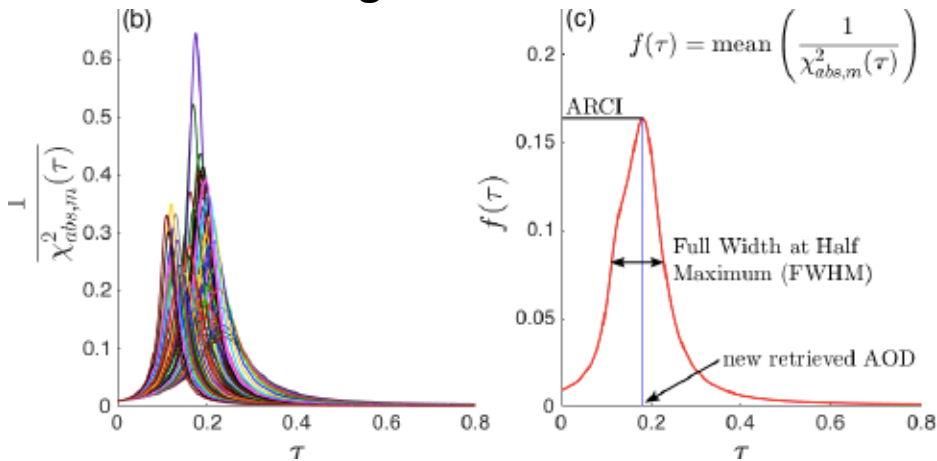 (b)
0.6
0.5
0.4
0.3
0.2
0.1
0
0 0.2 0.4 0.6 0.8
τ
1
χ²abs,m(τ)
(c)
f(τ) = mean ( 1 / χ²abs,m(τ) )
0.2
0.15
0.1
0.05
0
0 0.2 0.4 0.6 0.8
τ
f(τ)
ARCI
Full Width at Half
Maximum (FWHM)
new retrieved AOD